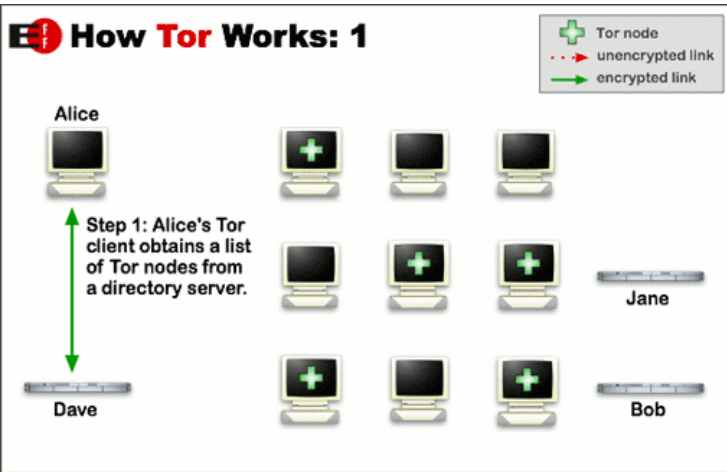 EFF How Tor Works: 1
Tor node
unencrypted link
encrypted link
Alice
Step 1: Alice's Tor
client obtains a list
of Tor nodes from
a directory server.
Jane
Dave
Bob